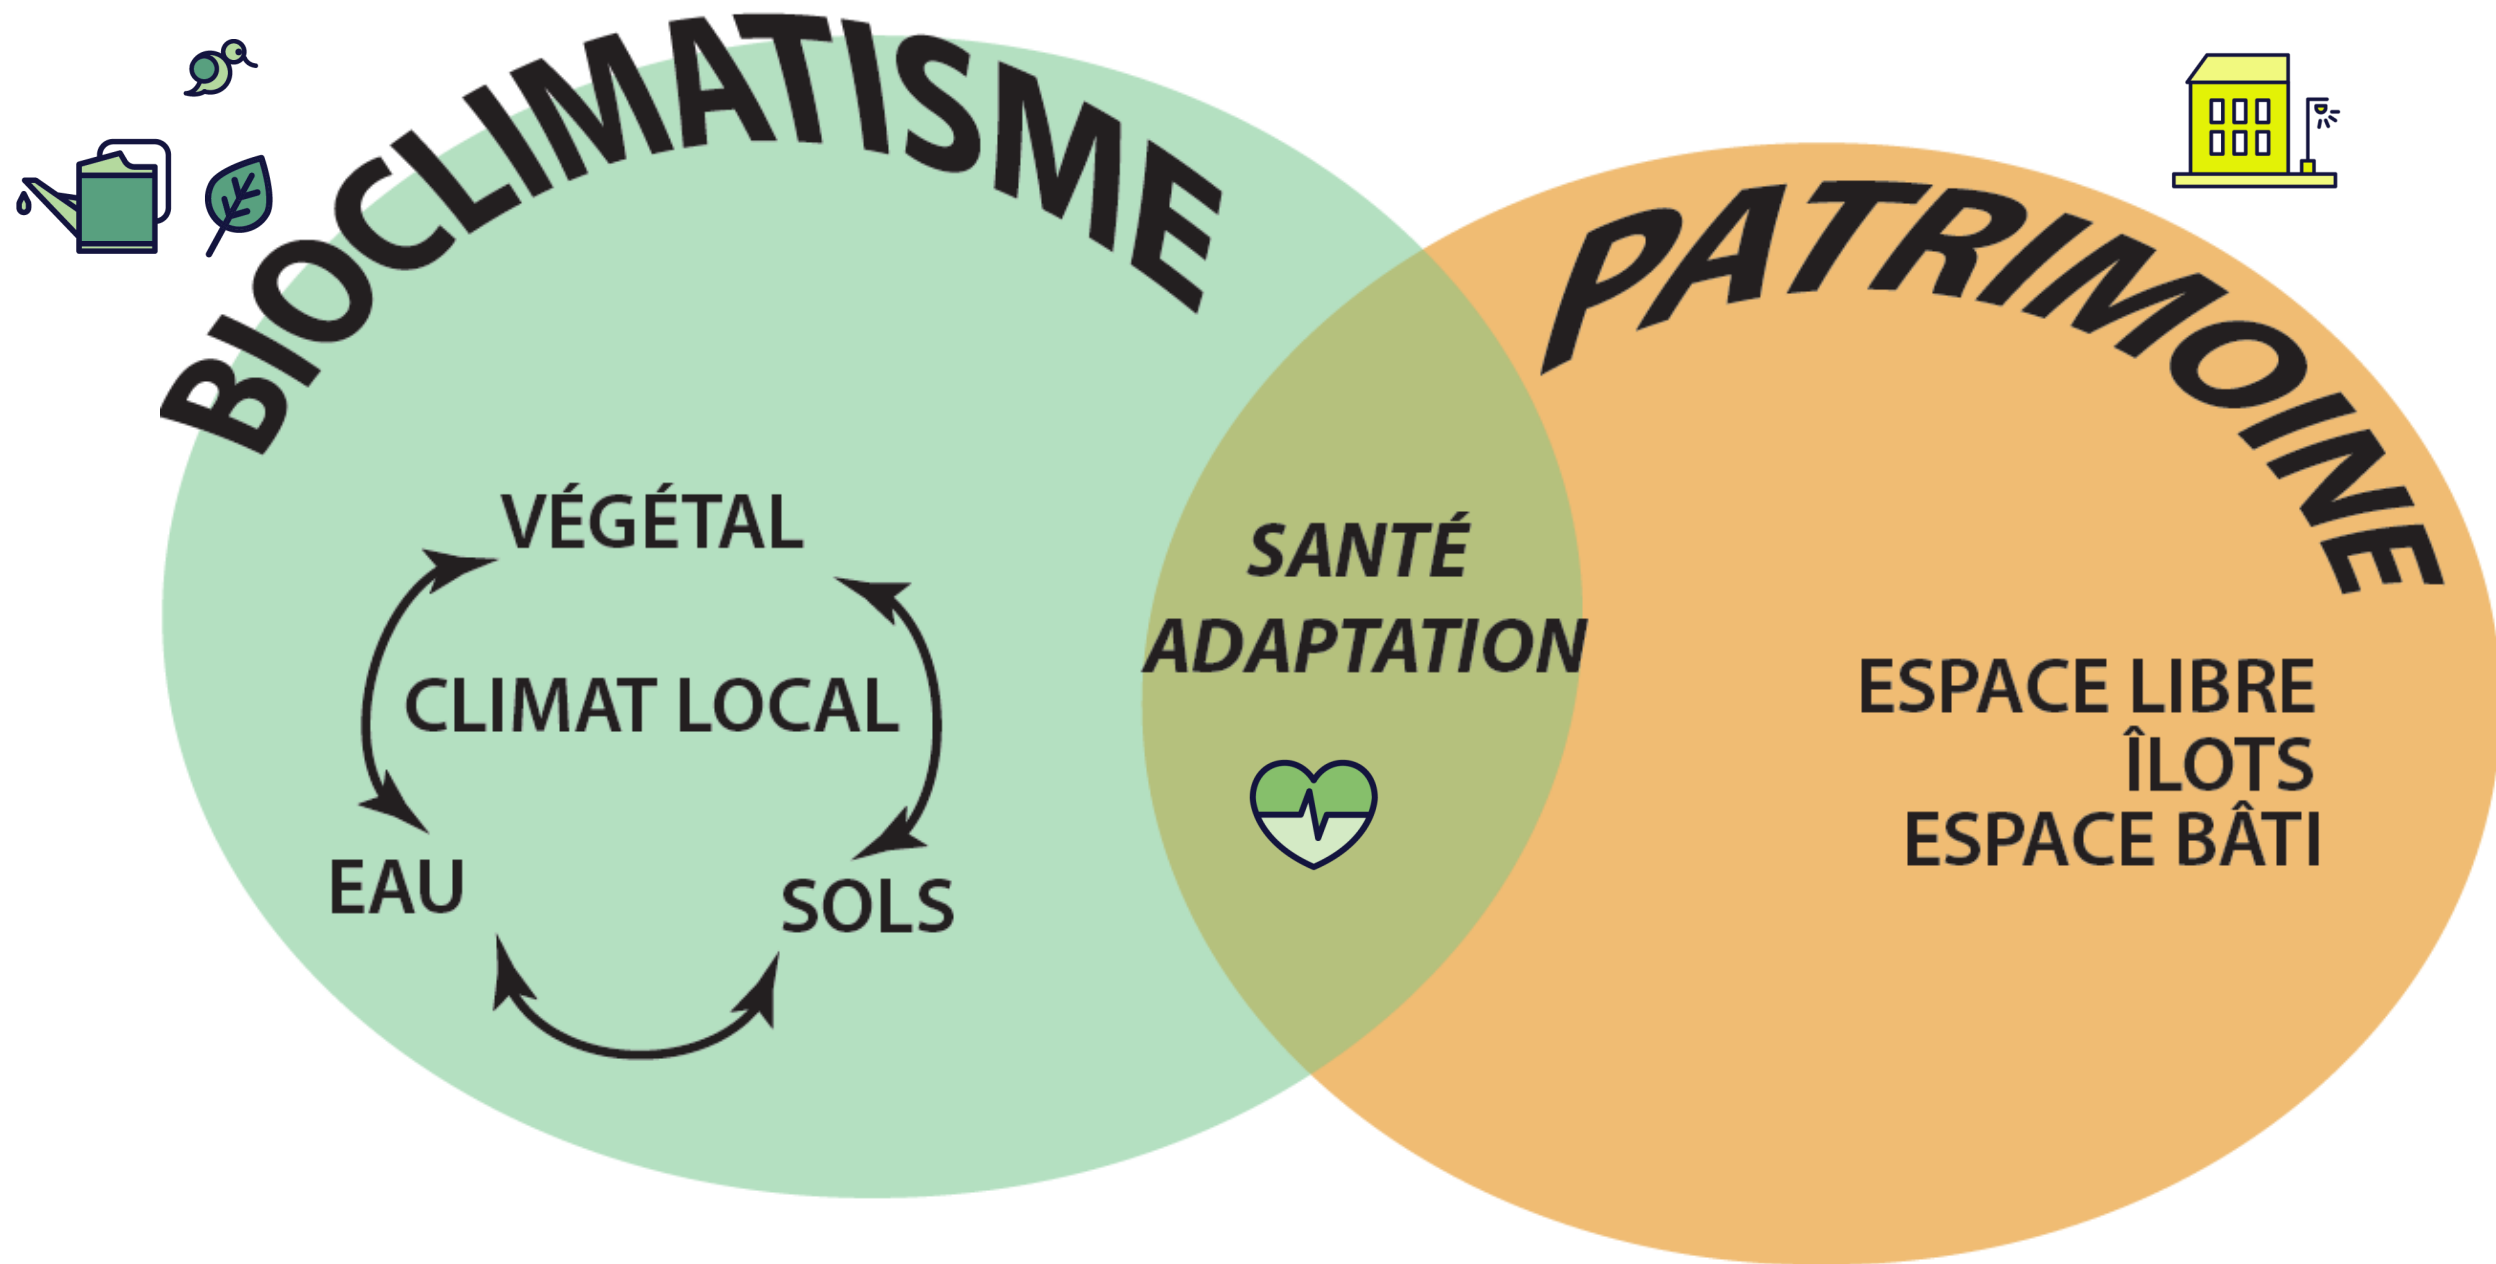 BIOCLIMATISME
PATRIMOINE
VÉGÉTAL
CLIMAT LOCAL
EAU
SOLS
SANTÉ
ADAPTATION
ESPACE LIBRE
ÎLOTS
ESPACE BÂTI